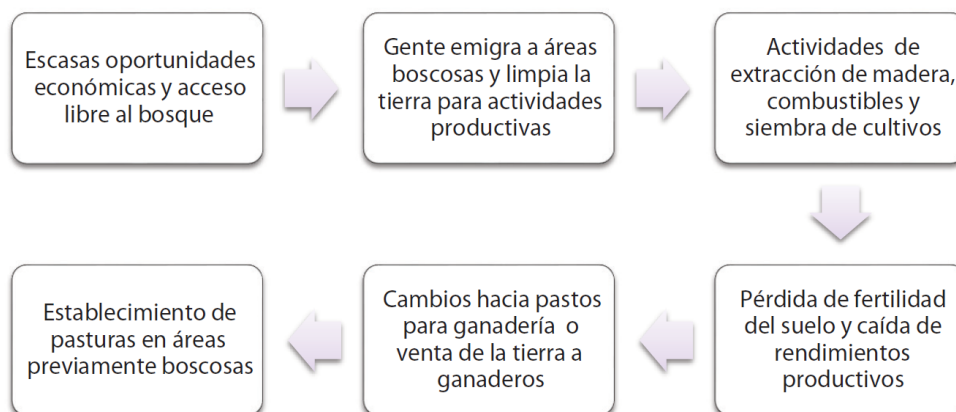 Escasas oportunidades
económicas y acceso
libre al bosque
Gente emigra a áreas
boscosas y limpia la
tierra para actividades
productivas
Actividades de
extracción de madera,
combustibles y
siembra de cultivos
Pérdida de fertilidad
del suelo y caída de
rendimientos
productivos
Cambios hacia pastos
para ganadería o
venta de la tierra a
ganaderos
Establecimiento de
pasturas en áreas
previamente boscosas